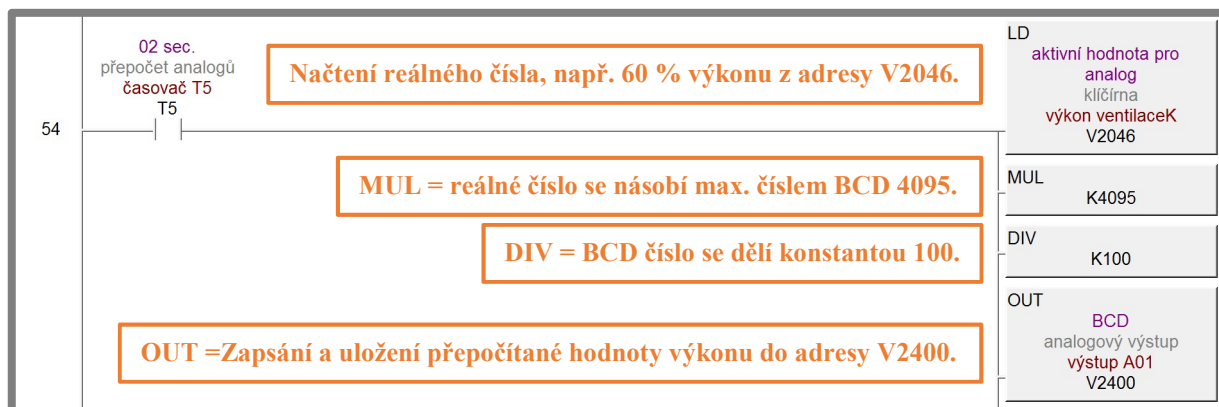 02 sec.
přepočet analogů
časovač T5
T5
54
Načtení reálného čísla, např. 60 % výkonu z adresy V2046.
LD
aktivní hodnota pro
analog
klíčírna
výkon ventilaceK
V2046
MUL = reálné číslo se násobí max. číslem BCD 4095.
MUL
K4095
DIV = BCD číslo se dělí konstantou 100.
DIV
K100
OUT =Zapsání a uložení přepočítané hodnoty výkonu do adresy V2400.
OUT
BCD
analogový výstup
výstup A01
V2400